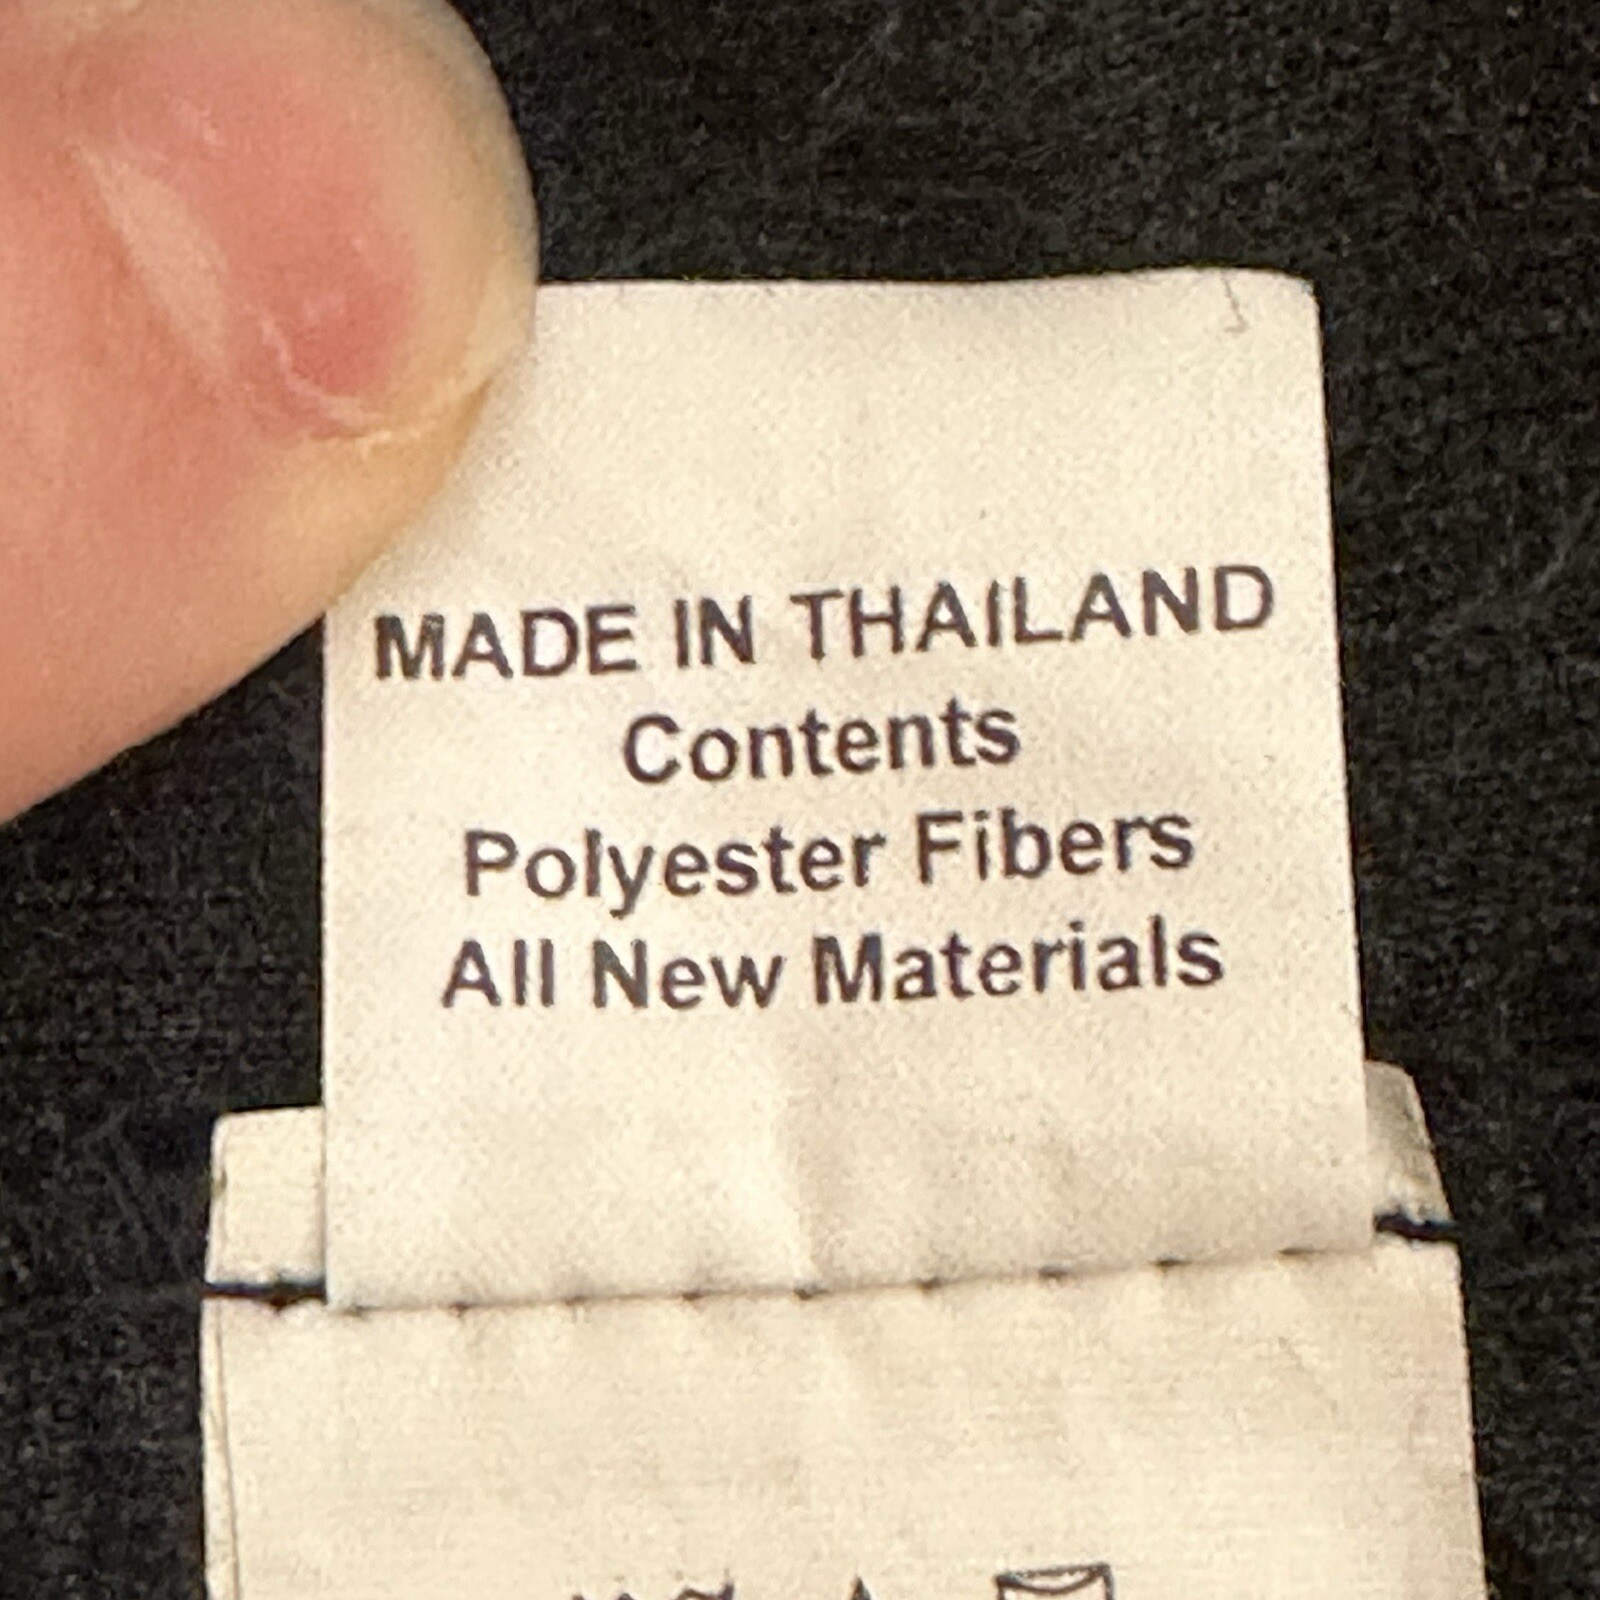 MADE IN THAILAND
Contents
Polyester Fibers
All New Materials